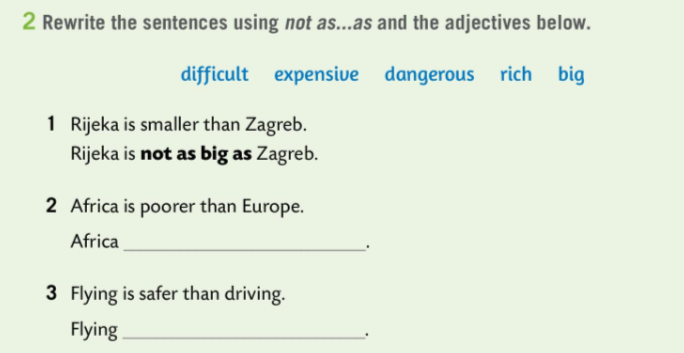 2 Rewrite the sentences using not as...as and the adjectives below.
difficult expensive dangerous rich big
1 Rijeka is smaller than Zagreb.
Rijeka is not as big as Zagreb.
2 Africa is poorer than Europe.
Africa ____________________.
3 Flying is safer than driving.
Flying ____________________.